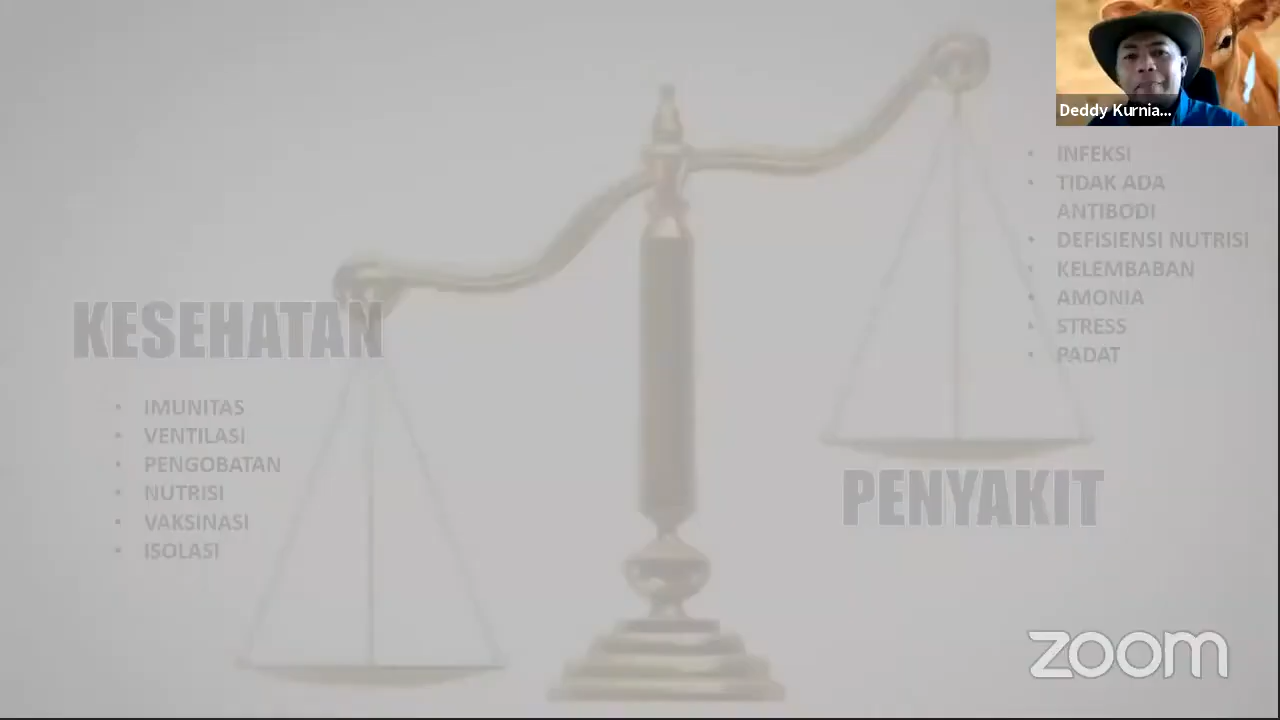 Deddy Kurnia...
KESEHATAN
• IMUNITAS
• VENTILASI
• PENGOBATAN
• NUTRISI
• VAKSINASI
• ISOLASI
• INFEKSI
• TIDAK ADA
ANTIBODI
• DEFISIENSI NUTRISI
• KELEMBABAN
• AMONIA
• STRESS
• PADAT
PENYAKIT
zoom